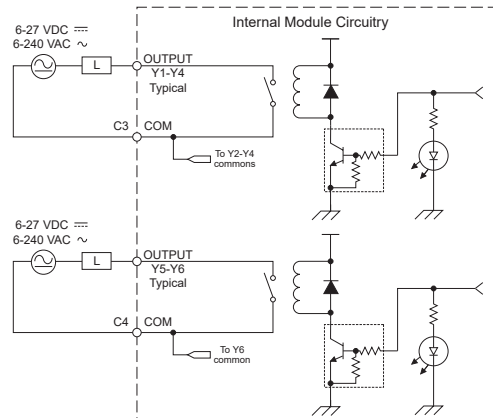 Internal Module Circuitry
6-27 VDC ⎓
6-240 VAC ∿
L
OUTPUT
Y1-Y4
Typical
C3
COM
To Y2-Y4
commons
6-27 VDC ⎓
6-240 VAC ∿
L
OUTPUT
Y5-Y6
Typical
C4
COM
To Y6
common